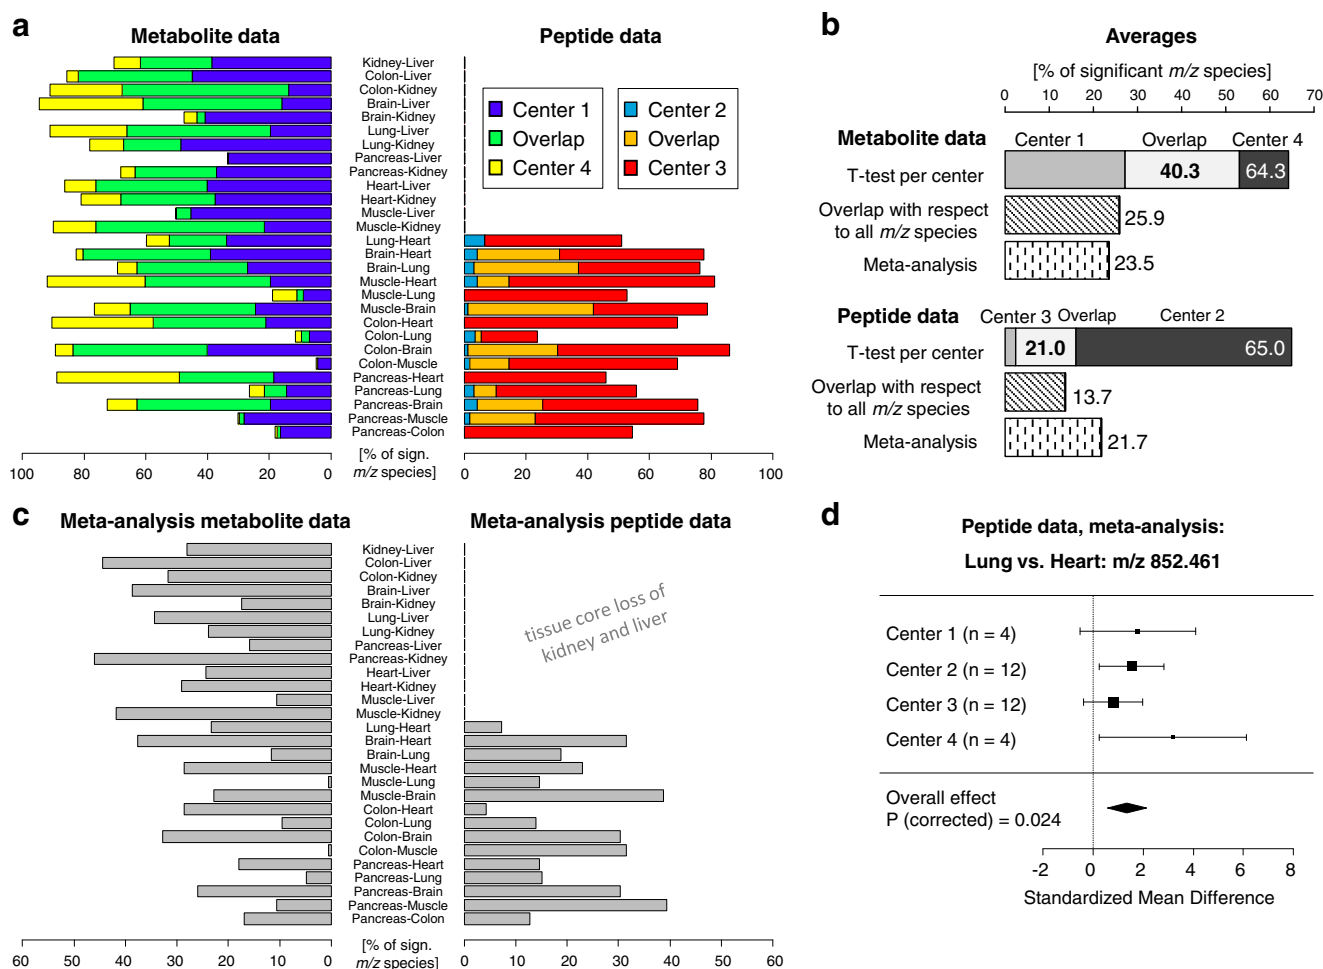 a
Metabolite data
Peptide data
Kidney-Liver
Colon-Liver
Colon-Kidney
Brain-Liver
Brain-Kidney
Lung-Liver
Lung-Kidney
Pancreas-Liver
Pancreas-Kidney
Heart-Liver
Heart-Kidney
Muscle-Liver
Muscle-Kidney
Lung-Heart
Brain-Heart
Brain-Lung
Muscle-Heart
Muscle-Lung
Muscle-Brain
Colon-Heart
Colon-Lung
Colon-Brain
Colon-Muscle
Pancreas-Heart
Pancreas-Lung
Pancreas-Brain
Pancreas-Muscle
Pancreas-Colon
Center 1
Overlap
Center 4
Center 2
Overlap
Center 3
100 80 60 40 20 0
[% of sign.
m/z species]
0 20 40 60 80 100
b
Averages
[% of significant m/z species]
0 10 20 30 40 50 60 70
Metabolite data
Center 1 Overlap Center 4
T-test per center
40.3 64.3
Overlap with respect
to all m/z species
25.9
Meta-analysis
23.5
Peptide data
Center 3 Overlap Center 2
T-test per center
21.0 65.0
Overlap with respect
to all m/z species
13.7
Meta-analysis
21.7
c
Meta-analysis metabolite data
Meta-analysis peptide data
Kidney-Liver
Colon-Liver
Colon-Kidney
Brain-Liver
Brain-Kidney
Lung-Liver
Lung-Kidney
Pancreas-Liver
Pancreas-Kidney
Heart-Liver
Heart-Kidney
Muscle-Liver
Muscle-Kidney
Lung-Heart
Brain-Heart
Brain-Lung
Muscle-Heart
Muscle-Lung
Muscle-Brain
Colon-Heart
Colon-Lung
Colon-Brain
Colon-Muscle
Pancreas-Heart
Pancreas-Lung
Pancreas-Brain
Pancreas-Muscle
Pancreas-Colon
tissue core loss of
kidney and liver
60 50 40 30 20 10 0
[% of sign.
m/z species]
0 10 20 30 40 50 60
d
Peptide data, meta-analysis:
Lung vs. Heart: m/z 852.461
Center 1 (n = 4)
Center 2 (n = 12)
Center 3 (n = 12)
Center 4 (n = 4)
Overall effect
P (corrected) = 0.024
-2 0 2 4 6 8
Standardized Mean Difference